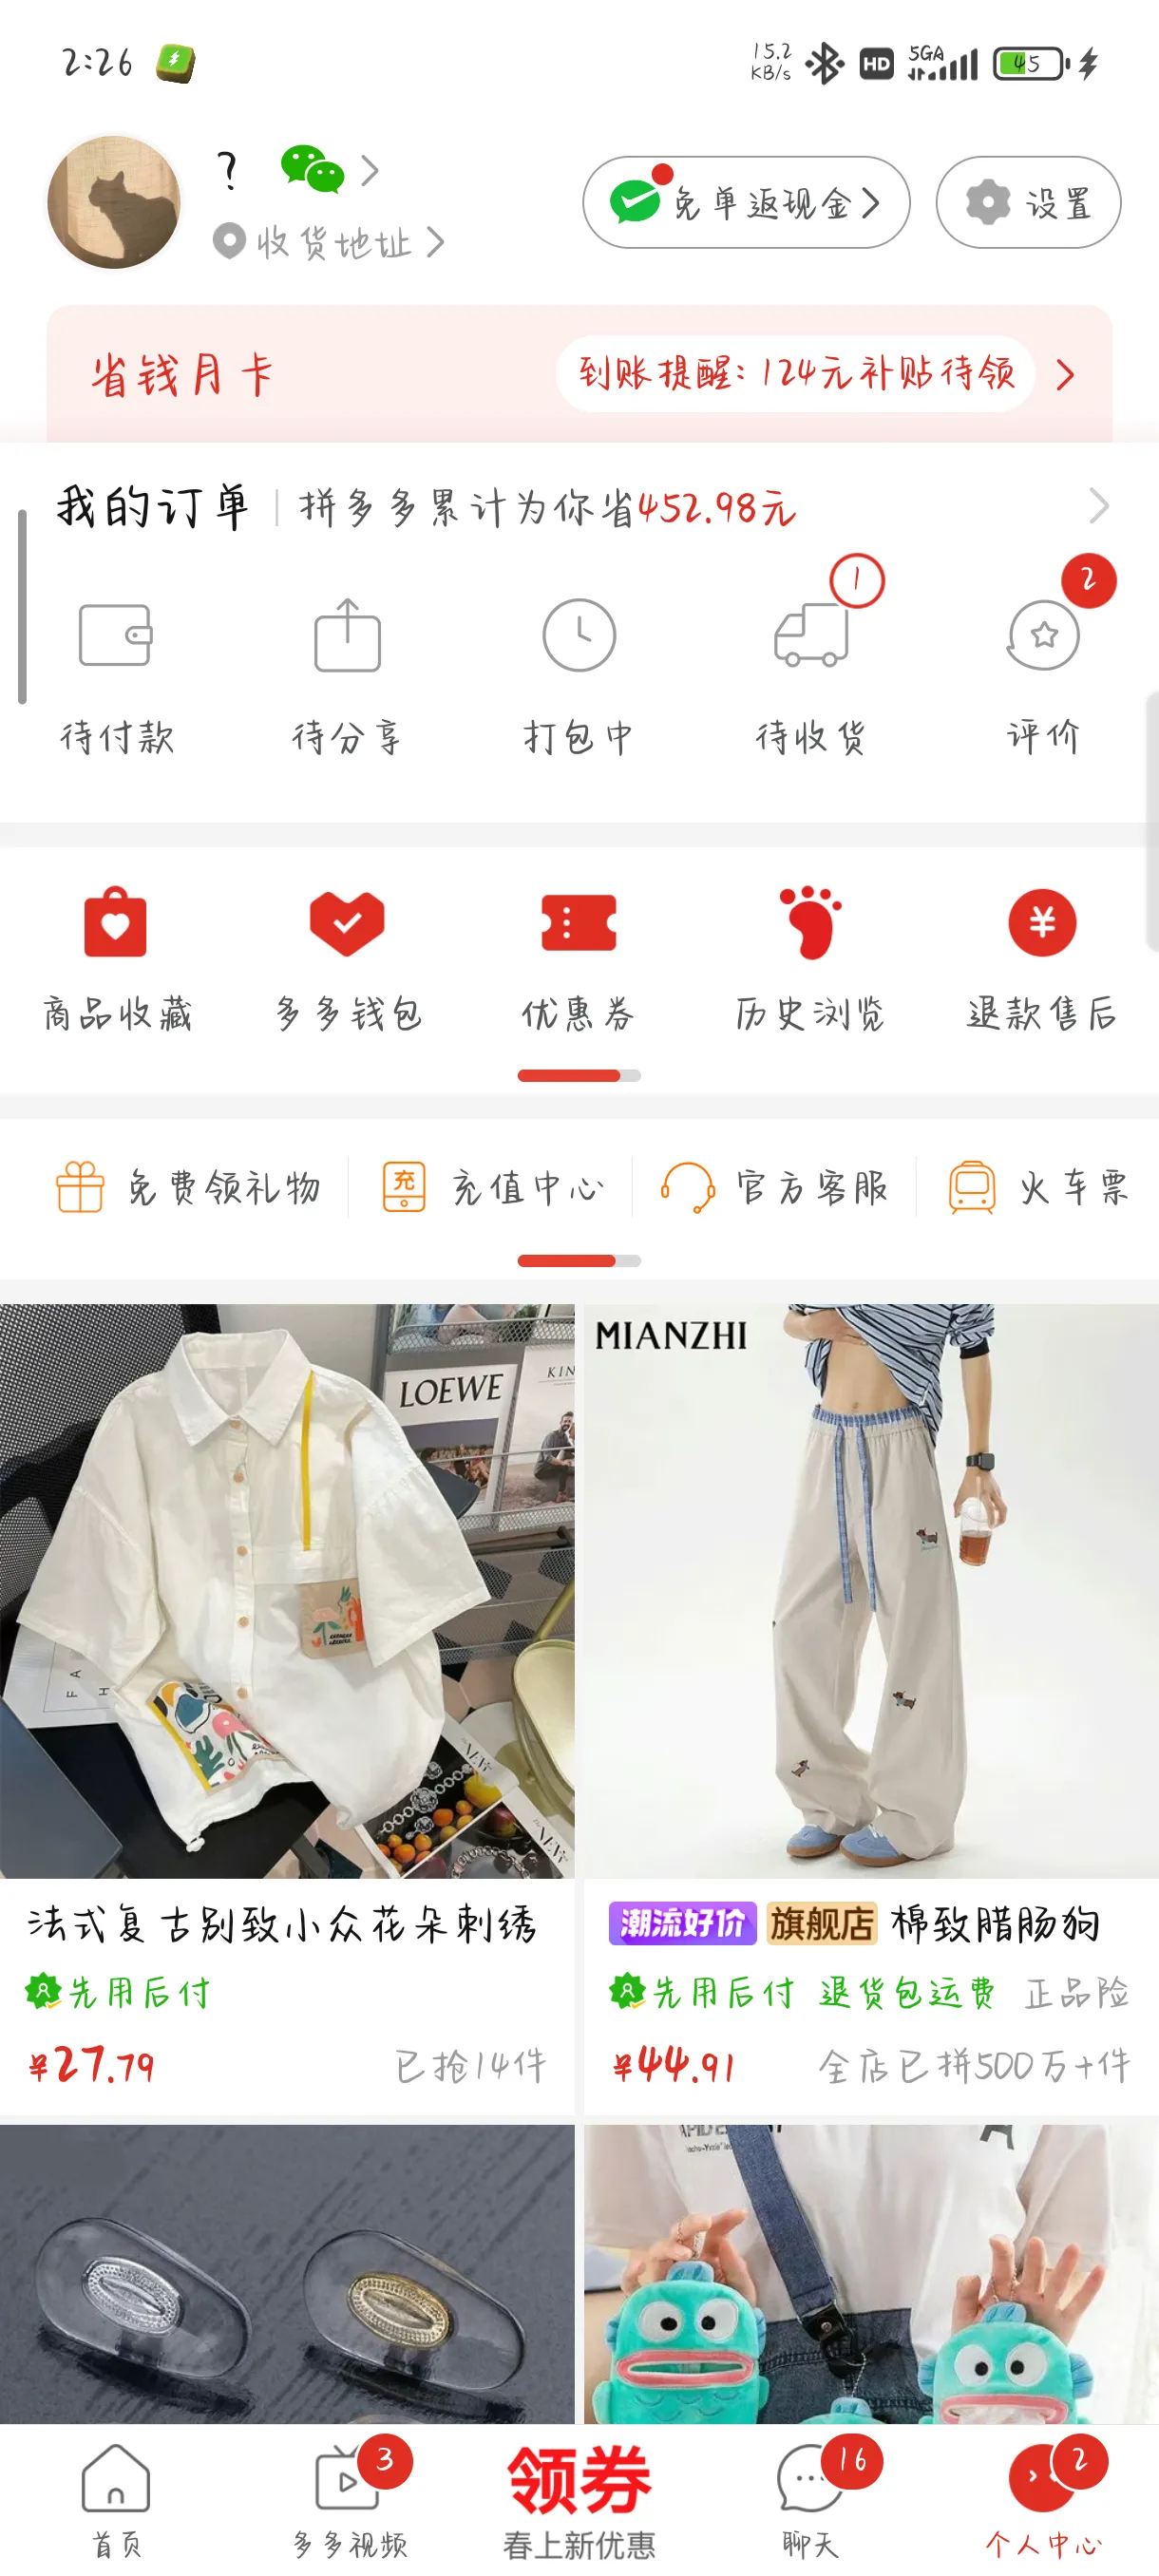 2:26
15.2 KB/s HD 5GA 45
?
收货地址
免单返现金
设置
省钱月卡
到账提醒: 124元补贴待领
我的订单
拼多多累计为你省452.98元
1
2
待付款
待分享
打包中
待收货
评价
商品收藏
多多钱包
优惠券
历史浏览
退款售后
免费领礼物
充
充值中心
官方客服
火车票
LOEWE
KIN
MIANZHI
法式复古别致小众花朵刺绣
先用后付
¥27.79
已抢14件
潮流好价 旗舰店 棉致腊肠狗
先用后付 退货包运费 正品险
¥44.91
全店已拼500万+件
首页
3
多多视频
领券
春上新优惠
16
聊天
2
个人中心